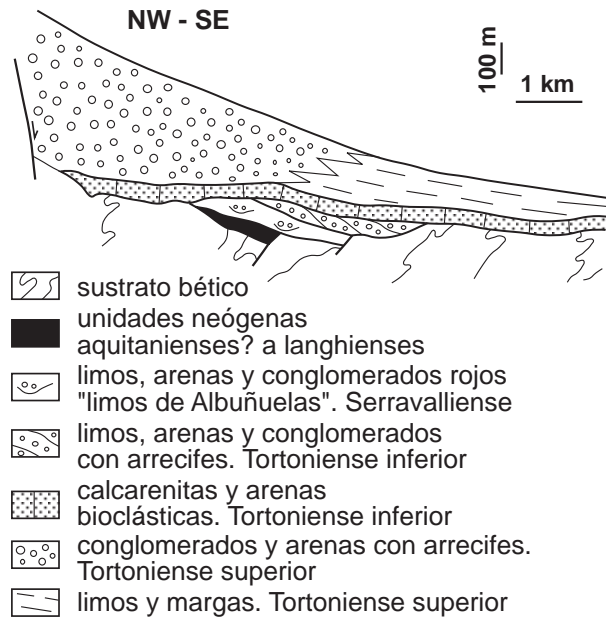 NW - SE
100 m
1 km
sustrato bético
unidades neógenas
aquitanienses? a langhienses
limos, arenas y conglomerados rojos
"limos de Albuñuelas". Serravalliense
limos, arenas y conglomerados
con arrecifes. Tortoniense inferior
calcarenitas y arenas
bioclásticas. Tortoniense inferior
conglomerados y arenas con arrecifes.
Tortoniense superior
limos y margas. Tortoniense superior